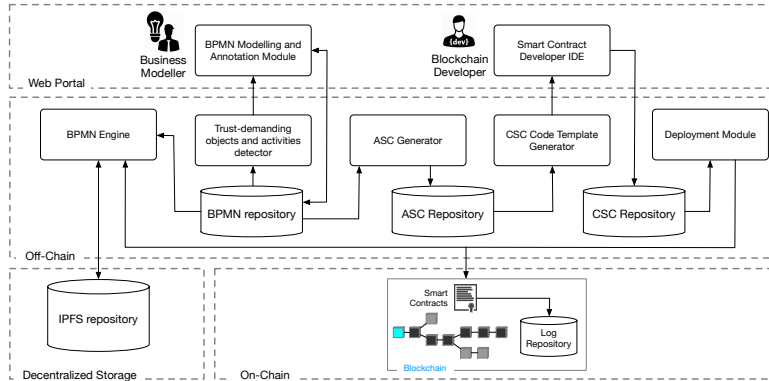 Business
Modeller
BPMN Modelling and
Annotation Module
Blockchain
Developer
{dev}
Smart Contract
Developer IDE
Web Portal
BPMN Engine
Trust-demanding
objects and activities
detector
ASC Generator
CSC Code Template
Generator
Deployment Module
BPMN repository
ASC Repository
CSC Repository
Off-Chain
IPFS repository
Decentralized Storage
Smart
Contracts
Log
Repository
Blockchain
On-Chain